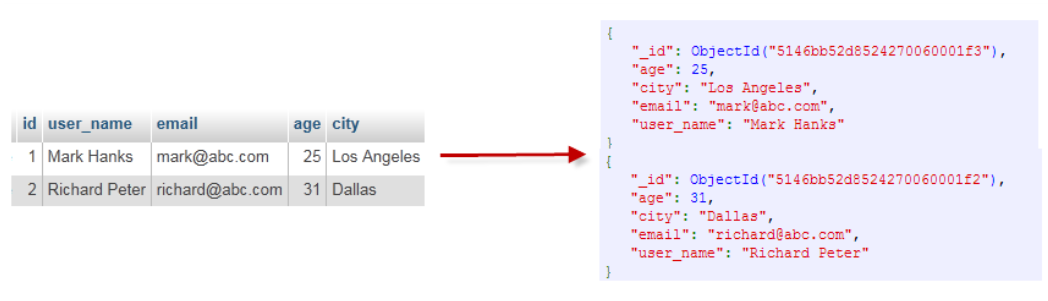 id user_name email age city
1 Mark Hanks mark@abc.com 25 Los Angeles
2 Richard Peter richard@abc.com 31 Dallas
{
"_id": ObjectId("5146bb52d8524270060001f3"),
"age": 25,
"city": "Los Angeles",
"email": "mark@abc.com",
"user_name": "Mark Hanks"
}
{
"_id": ObjectId("5146bb52d8524270060001f2"),
"age": 31,
"city": "Dallas",
"email": "richard@abc.com",
"user_name": "Richard Peter"
}